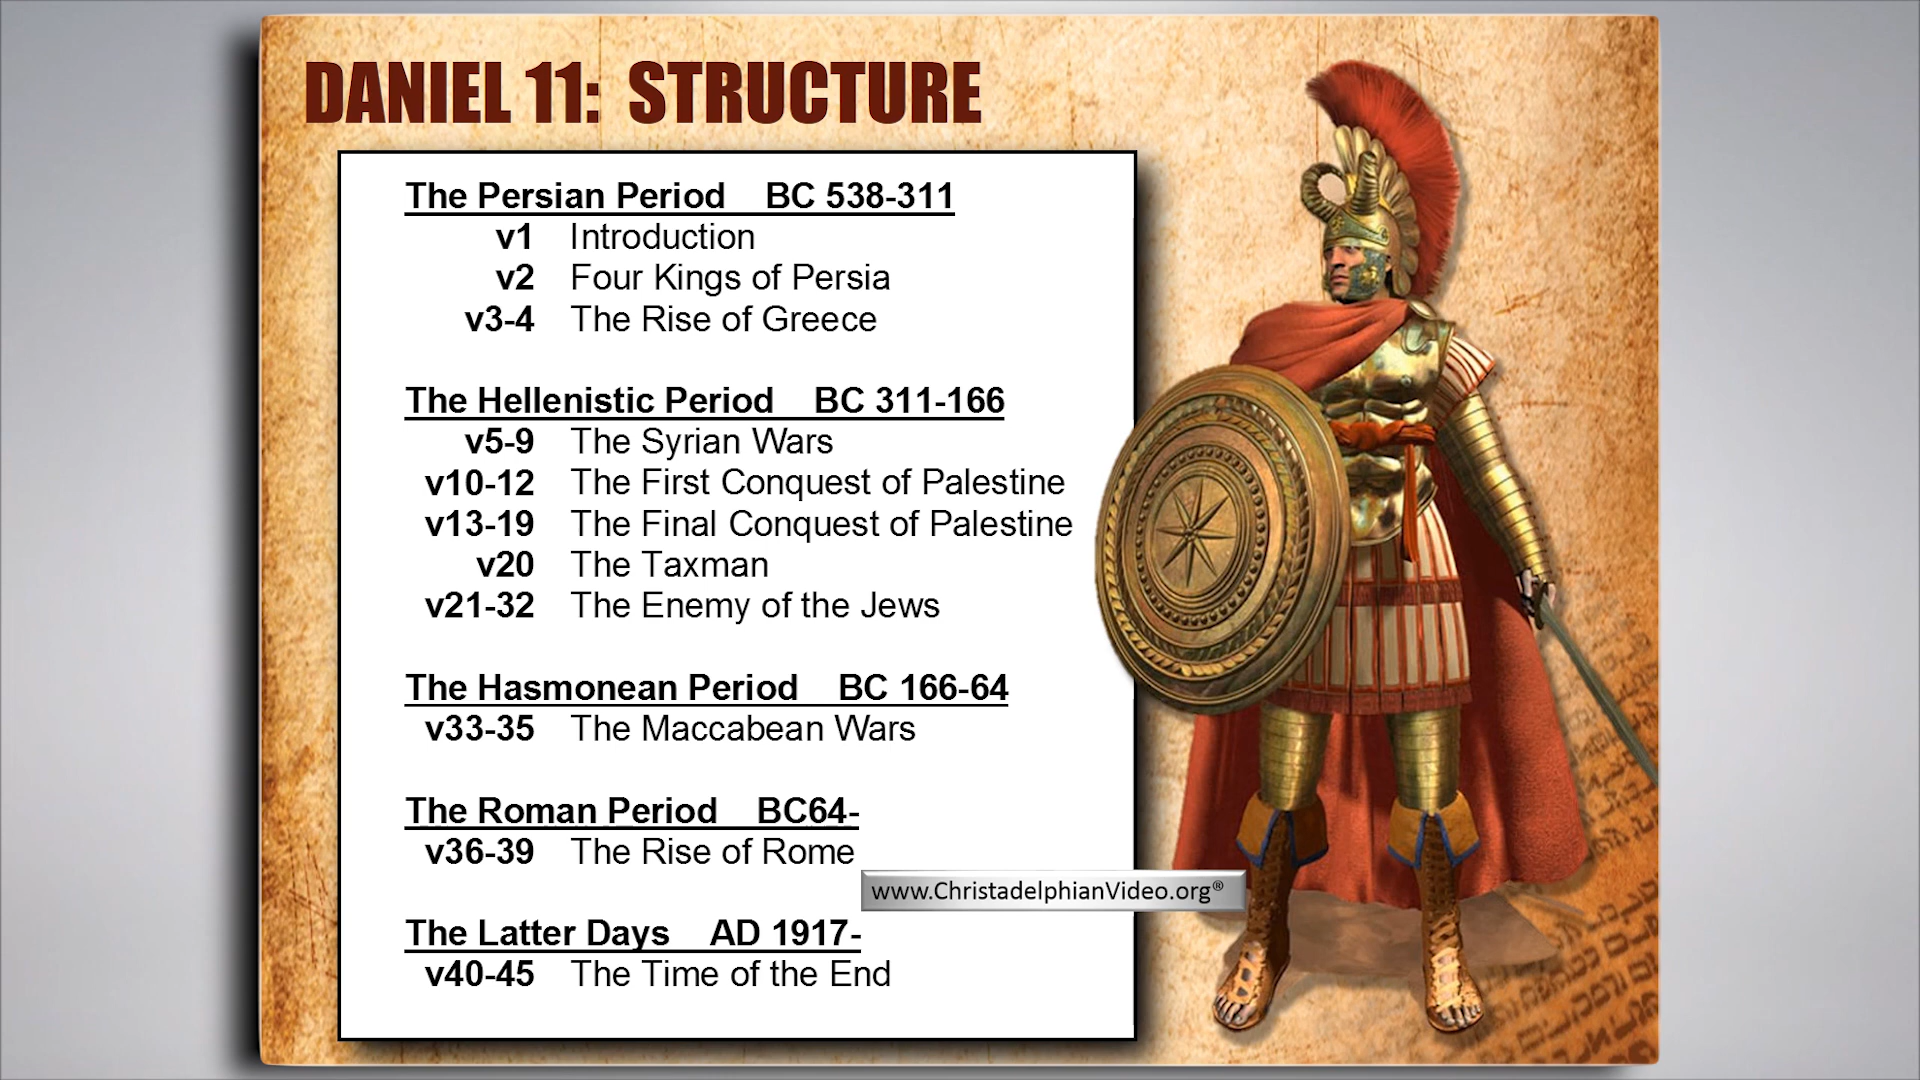 DANIEL 11: STRUCTURE
The Persian Period BC 538-311
v1 Introduction
v2 Four Kings of Persia
v3-4 The Rise of Greece
The Hellenistic Period BC 311-166
v5-9 The Syrian Wars
v10-12 The First Conquest of Palestine
v13-19 The Final Conquest of Palestine
v20 The Taxman
v21-32 The Enemy of the Jews
The Hasmonean Period BC 166-64
v33-35 The Maccabean Wars
The Roman Period BC64-
v36-39 The Rise of Rome
www.ChristadelphianVideo.org®
The Latter Days AD 1917-
v40-45 The Time of the End